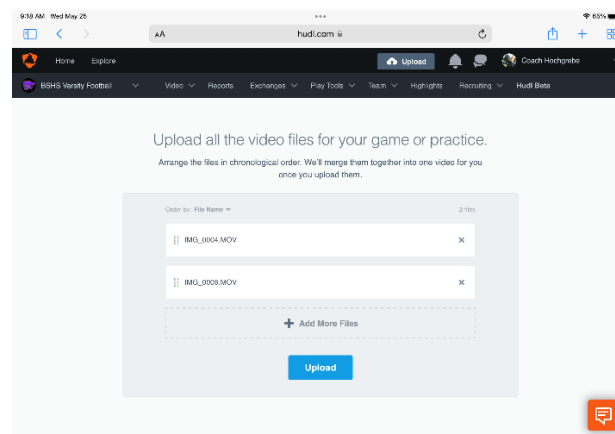 9:19 AM Wed May 25
65%
AA
hudl.com
Home Explore Upload Coach Hochgrebe
BSHS Varsity Football Video Reports Exchanges Play Tools Team Highlights Recruiting Hudl Beta
Upload all the video files for your game or practice.
Arrange the files in chronological order. We'll merge them together into one video for you
once you upload them.
Order by: File Name 2 files
IMG_0004.MOV
IMG_0006.MOV
Add More Files
Upload